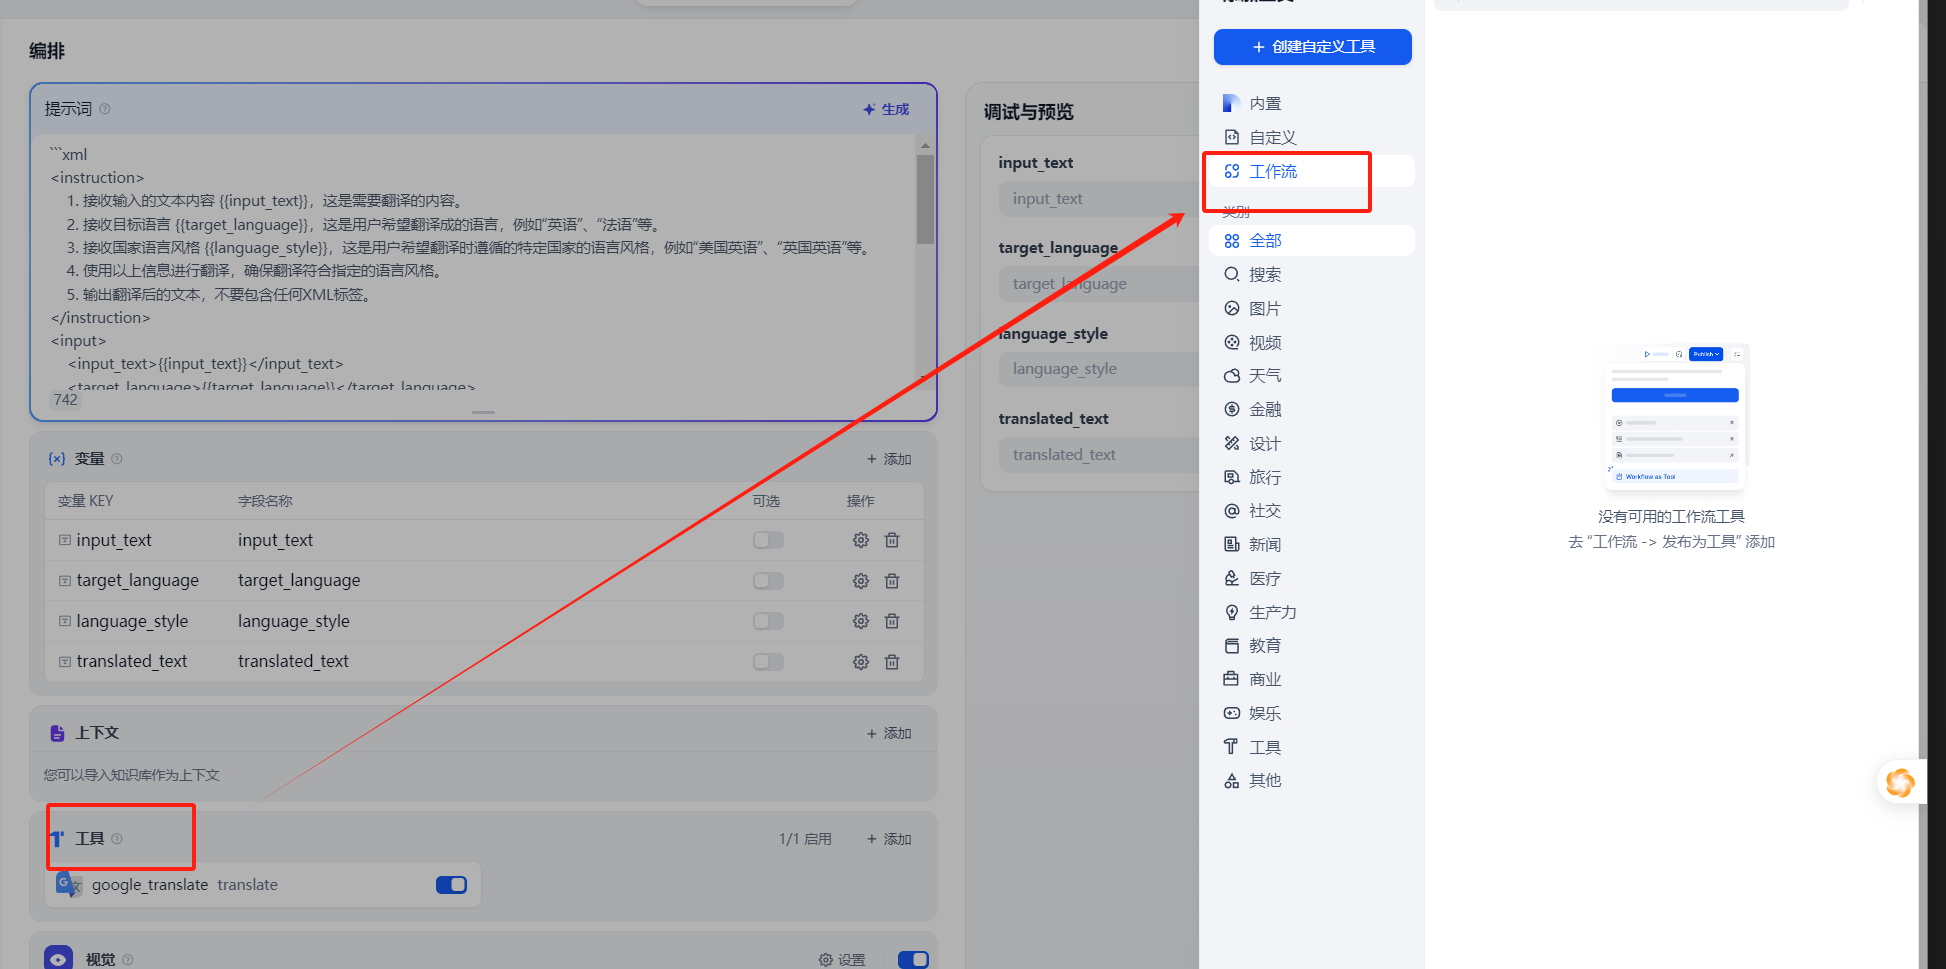 编排
提示词
生成
```xml
<instruction>
1. 接收输入的文本内容 {{input_text}}，这是需要翻译的内容。
2. 接收目标语言 {{target_language}}，这是用户希望翻译成的语言，例如“英语”、“法语”等。
3. 接收国家语言风格 {{language_style}}，这是用户希望翻译时遵循的特定国家的语言风格，例如“美国英语”、“英国英语”等。
4. 使用以上信息进行翻译，确保翻译符合指定的语言风格。
5. 输出翻译后的文本，不要包含任何XML标签。
</instruction>
<input>
<input_text>{{input_text}}</input_text>
<target_language>{{target_language}}</target_language>
742
{x} 变量
+ 添加
变量 KEY 字段名称 可选 操作
input_text input_text
target_language target_language
language_style language_style
translated_text translated_text
上下文
+ 添加
您可以导入知识库作为上下文
工具
1/1 启用
+ 添加
google_translate translate
视觉
设置
调试与预览
input_text
input_text
target_language
target_language
language_style
language_style
translated_text
translated_text
+ 创建自定义工具
内置
自定义
工作流
类别
全部
搜索
图片
视频
天气
金融
设计
旅行
社交
新闻
医疗
生产力
教育
商业
娱乐
工具
其他
Publish
Workflow as Tool
没有可用的工作流工具
去 “工作流 -> 发布为工具” 添加